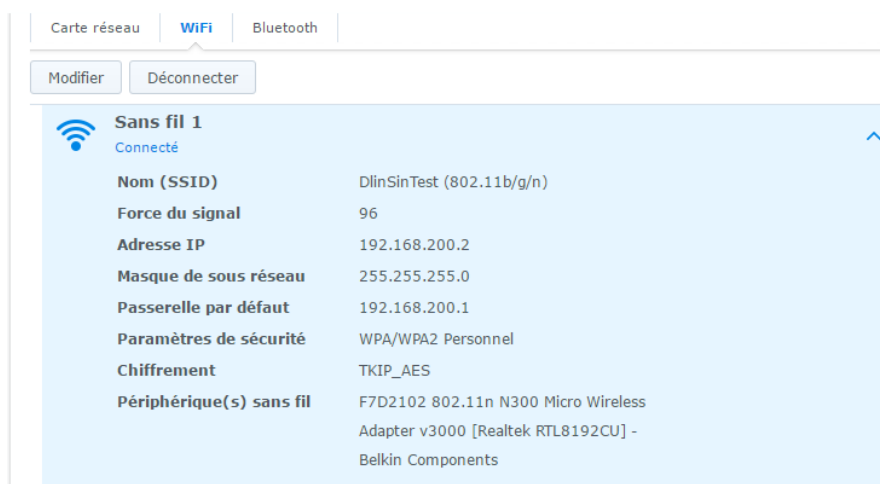 Carte réseau WiFi Bluetooth
Modifier Déconnecter
Sans fil 1
Connecté
Nom (SSID) DlinSinTest (802.11b/g/n)
Force du signal 96
Adresse IP 192.168.200.2
Masque de sous réseau 255.255.255.0
Passerelle par défaut 192.168.200.1
Paramètres de sécurité WPA/WPA2 Personnel
Chiffrement TKIP_AES
Périphérique(s) sans fil F7D2102 802.11n N300 Micro Wireless
Adapter v3000 [Realtek RTL8192CU] -
Belkin Components